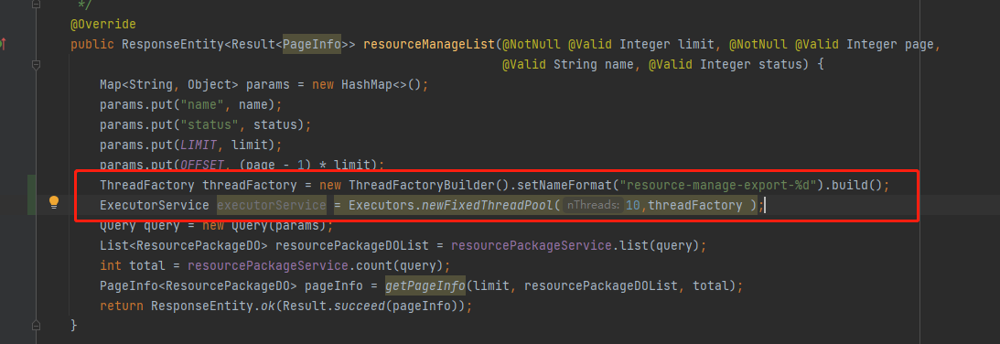 */
@Override
public ResponseEntity<Result<PageInfo>> resourceManageList(@NotNull @Valid Integer limit, @NotNull @Valid Integer page,
@Valid String name, @Valid Integer status) {
Map<String, Object> params = new HashMap<>();
params.put("name", name);
params.put("status", status);
params.put(LIMIT, limit);
params.put(OFFSET, (page - 1) * limit);
ThreadFactory threadFactory = new ThreadFactoryBuilder().setNameFormat("resource-manage-export-%d").build();
ExecutorService executorService = Executors.newFixedThreadPool( nThreads: 10,threadFactory );
Query query = new Query(params);
List<ResourcePackageDO> resourcePackageDOList = resourcePackageService.list(query);
int total = resourcePackageService.count(query);
PageInfo<ResourcePackageDO> pageInfo = getPageInfo(limit, resourcePackageDOList, total);
return ResponseEntity.ok(Result.succeed(pageInfo));
}